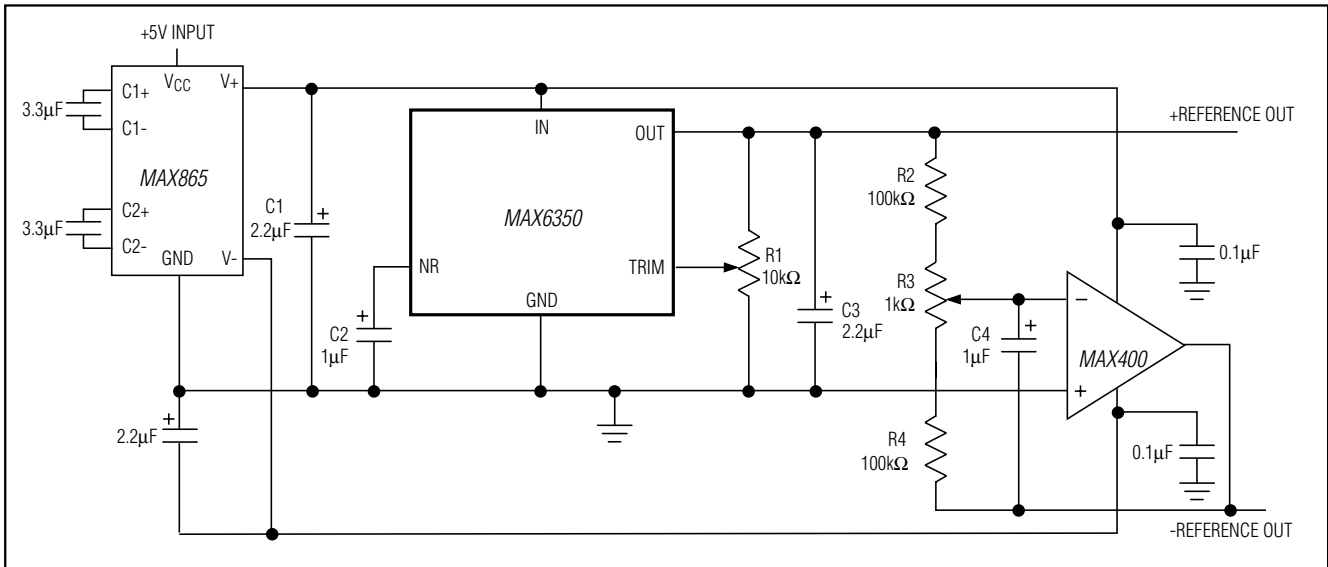 +5V INPUT
VCC
V+
C1+
C1-
3.3µF
MAX865
C2+
C2-
3.3µF
GND
V-
C1
+
2.2µF
+
2.2µF
IN
OUT
MAX6350
NR
TRIM
GND
+
C2
1µF
R1
10kΩ
+
C3
2.2µF
R2
100kΩ
R3
1kΩ
R4
100kΩ
+
C4
1µF
−
+
MAX400
0.1µF
0.1µF
+REFERENCE OUT
-REFERENCE OUT